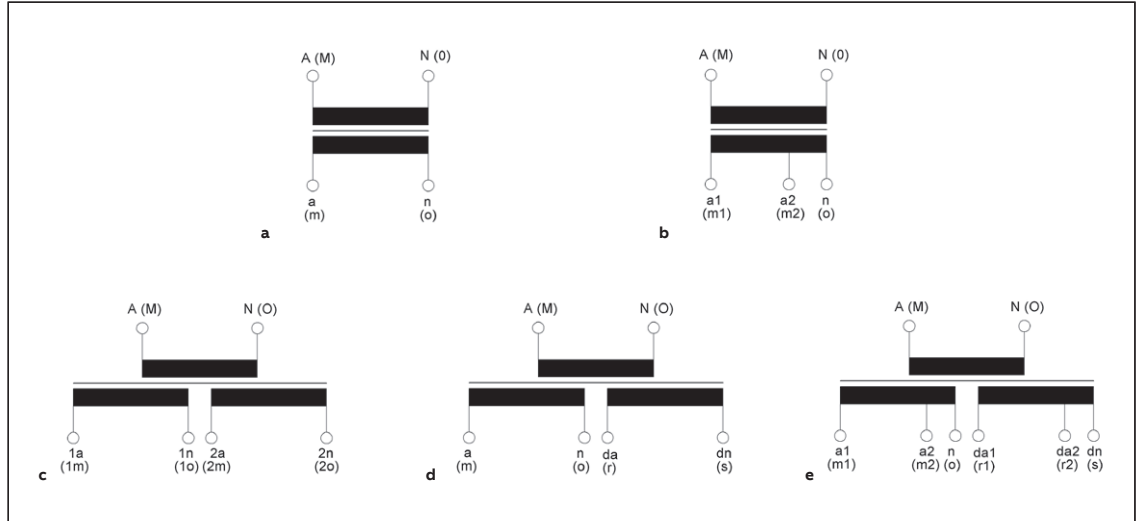 A (M) N (0)
a n
(m) (o)
a
A (M) N (0)
a1 a2 n
(m1) (m2) (o)
b
A (M) N (O)
1a 1n 2a 2n
(1m) (1o) (2m) (2o)
c
A (M) N (O)
a n da dn
(m) (o) (r) (s)
d
A (M) N (O)
a1 a2 n da1 da2 dn
(m1) (m2) (o) (r1) (r2) (s)
e